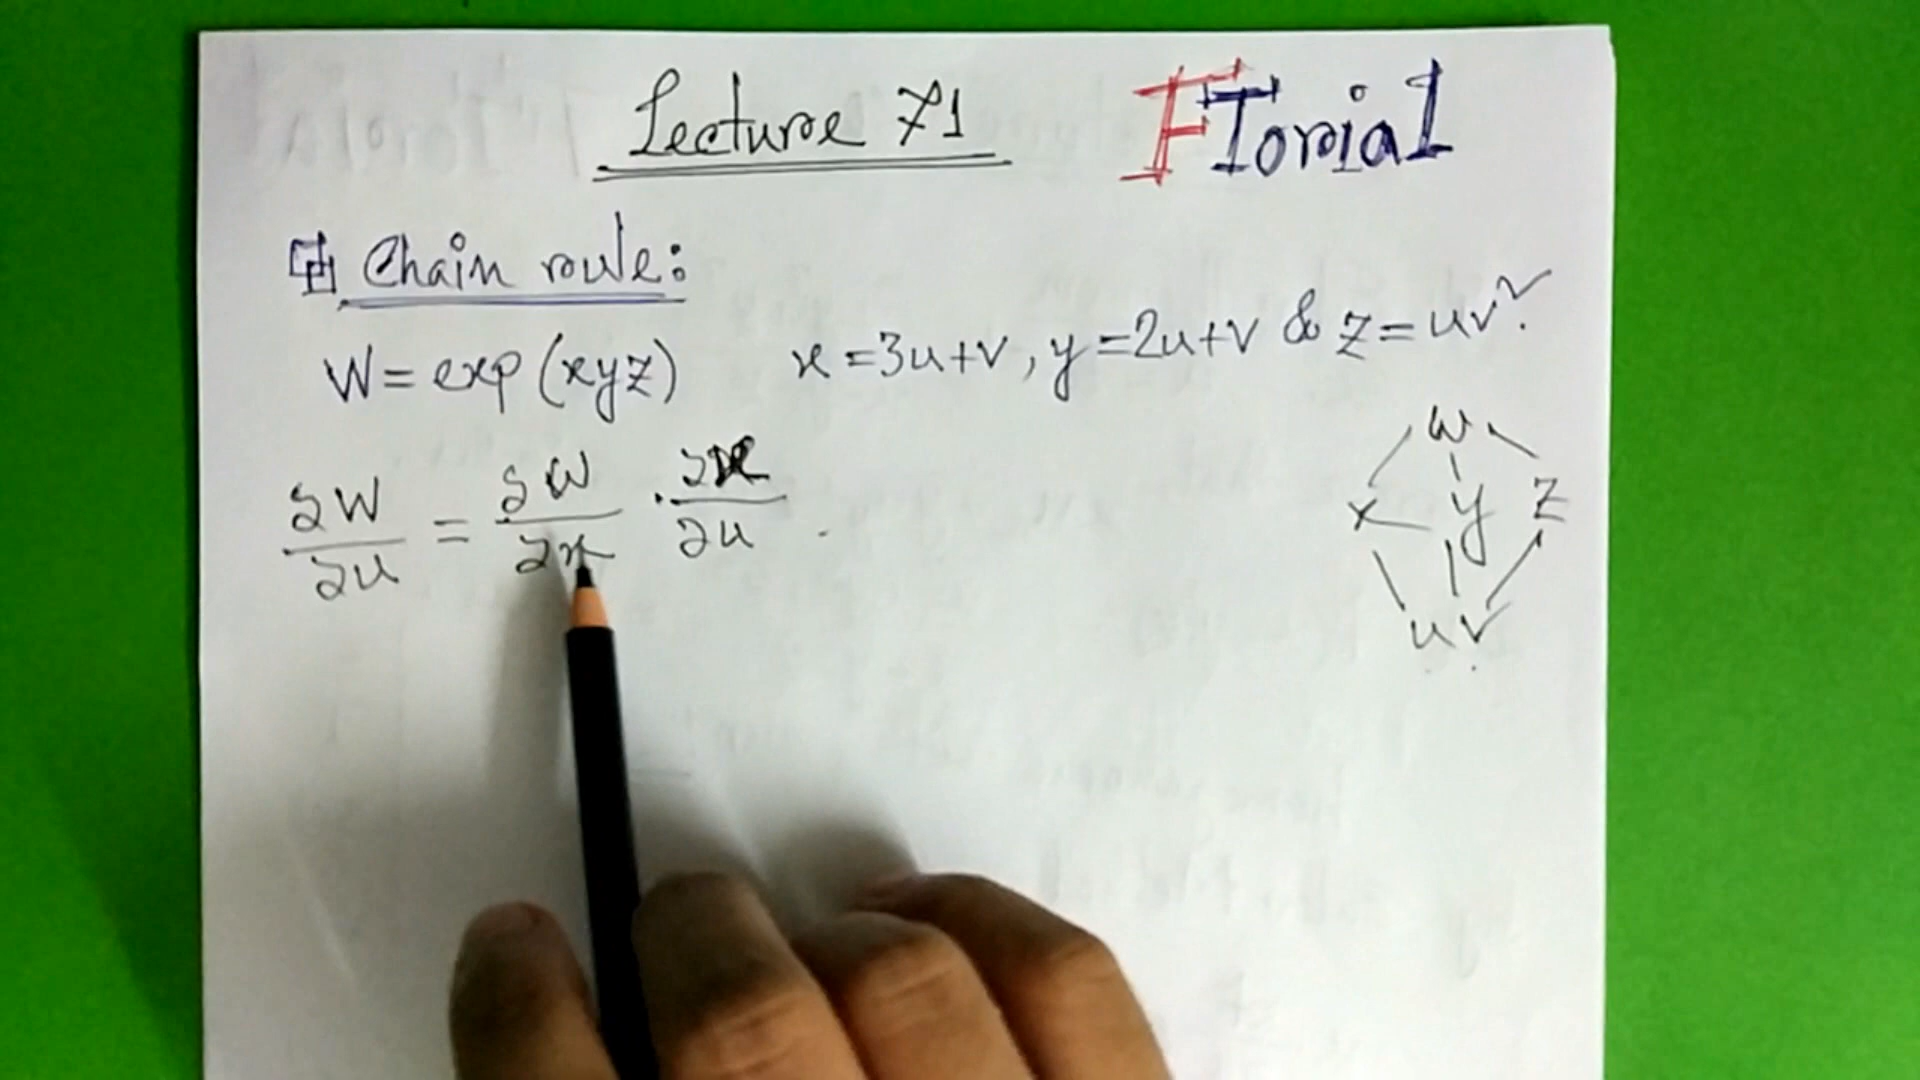 Lecture 71
FTorial
Chain rule:
W = exp (xyz) x = 3u+v, y = 2u+v & z = uv².
∂W/∂u = ∂W/∂x · ∂x/∂u .
w
x y z
u v